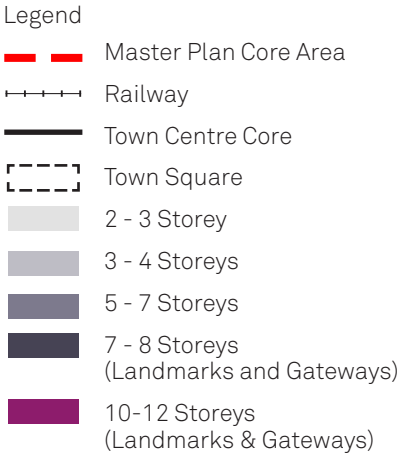 Legend
Master Plan Core Area
Railway
Town Centre Core
Town Square
2 - 3 Storey
3 - 4 Storeys
5 - 7 Storeys
7 - 8 Storeys
(Landmarks and Gateways)
10-12 Storeys
(Landmarks & Gateways)